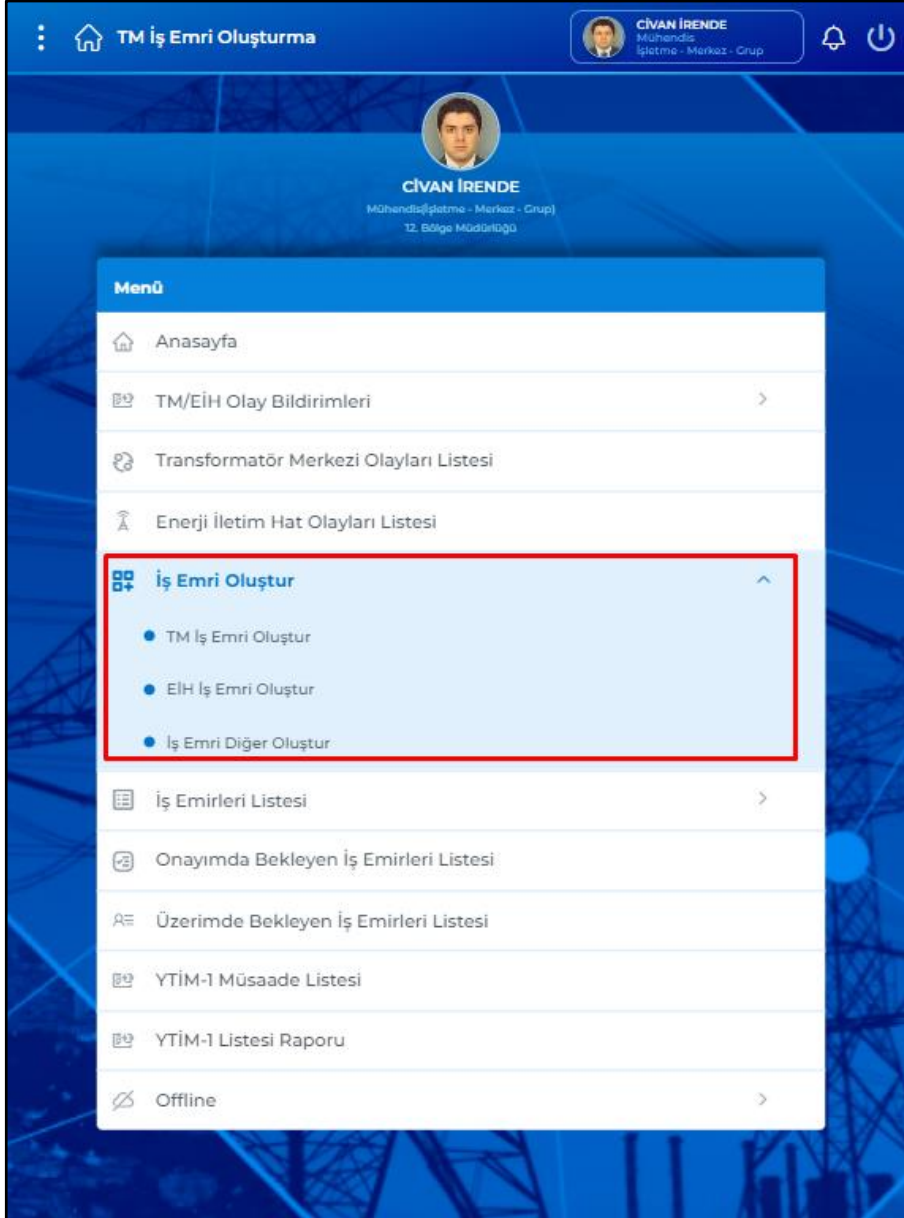 TM İş Emri Oluşturma
CİVAN İRENDE
Mühendis
İşletme - Merkez - Grup
CİVAN İRENDE
Mühendis(İşletme - Merkez - Grup)
12. Bölge Müdürlüğü
Menü
Anasayfa
TM/EİH Olay Bildirimleri
Transformatör Merkezi Olayları Listesi
Enerji İletim Hat Olayları Listesi
İş Emri Oluştur
TM İş Emri Oluştur
EİH İş Emri Oluştur
İş Emri Diğer Oluştur
İş Emirleri Listesi
Onayımda Bekleyen İş Emirleri Listesi
Üzerimde Bekleyen İş Emirleri Listesi
YTİM-1 Müsaade Listesi
YTİM-1 Listesi Raporu
Offline